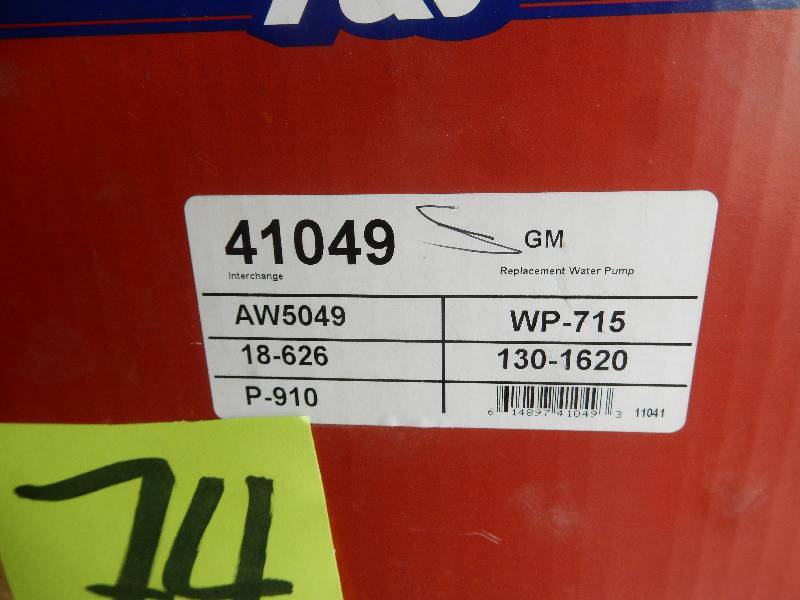 41049 GM
Interchange Replacement Water Pump
AW5049 WP-715
18-626 130-1620
P-910
6 14897 41049 3 11041
74